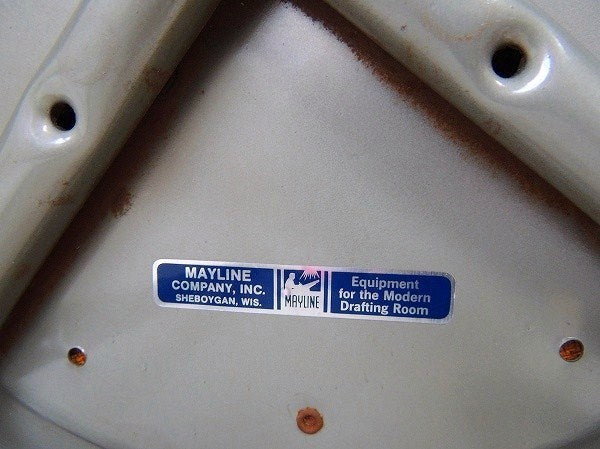 MAYLINE
COMPANY, INC.
SHEBOYGAN, WIS.
MAYLINE
Equipment
for the Modern
Drafting Room